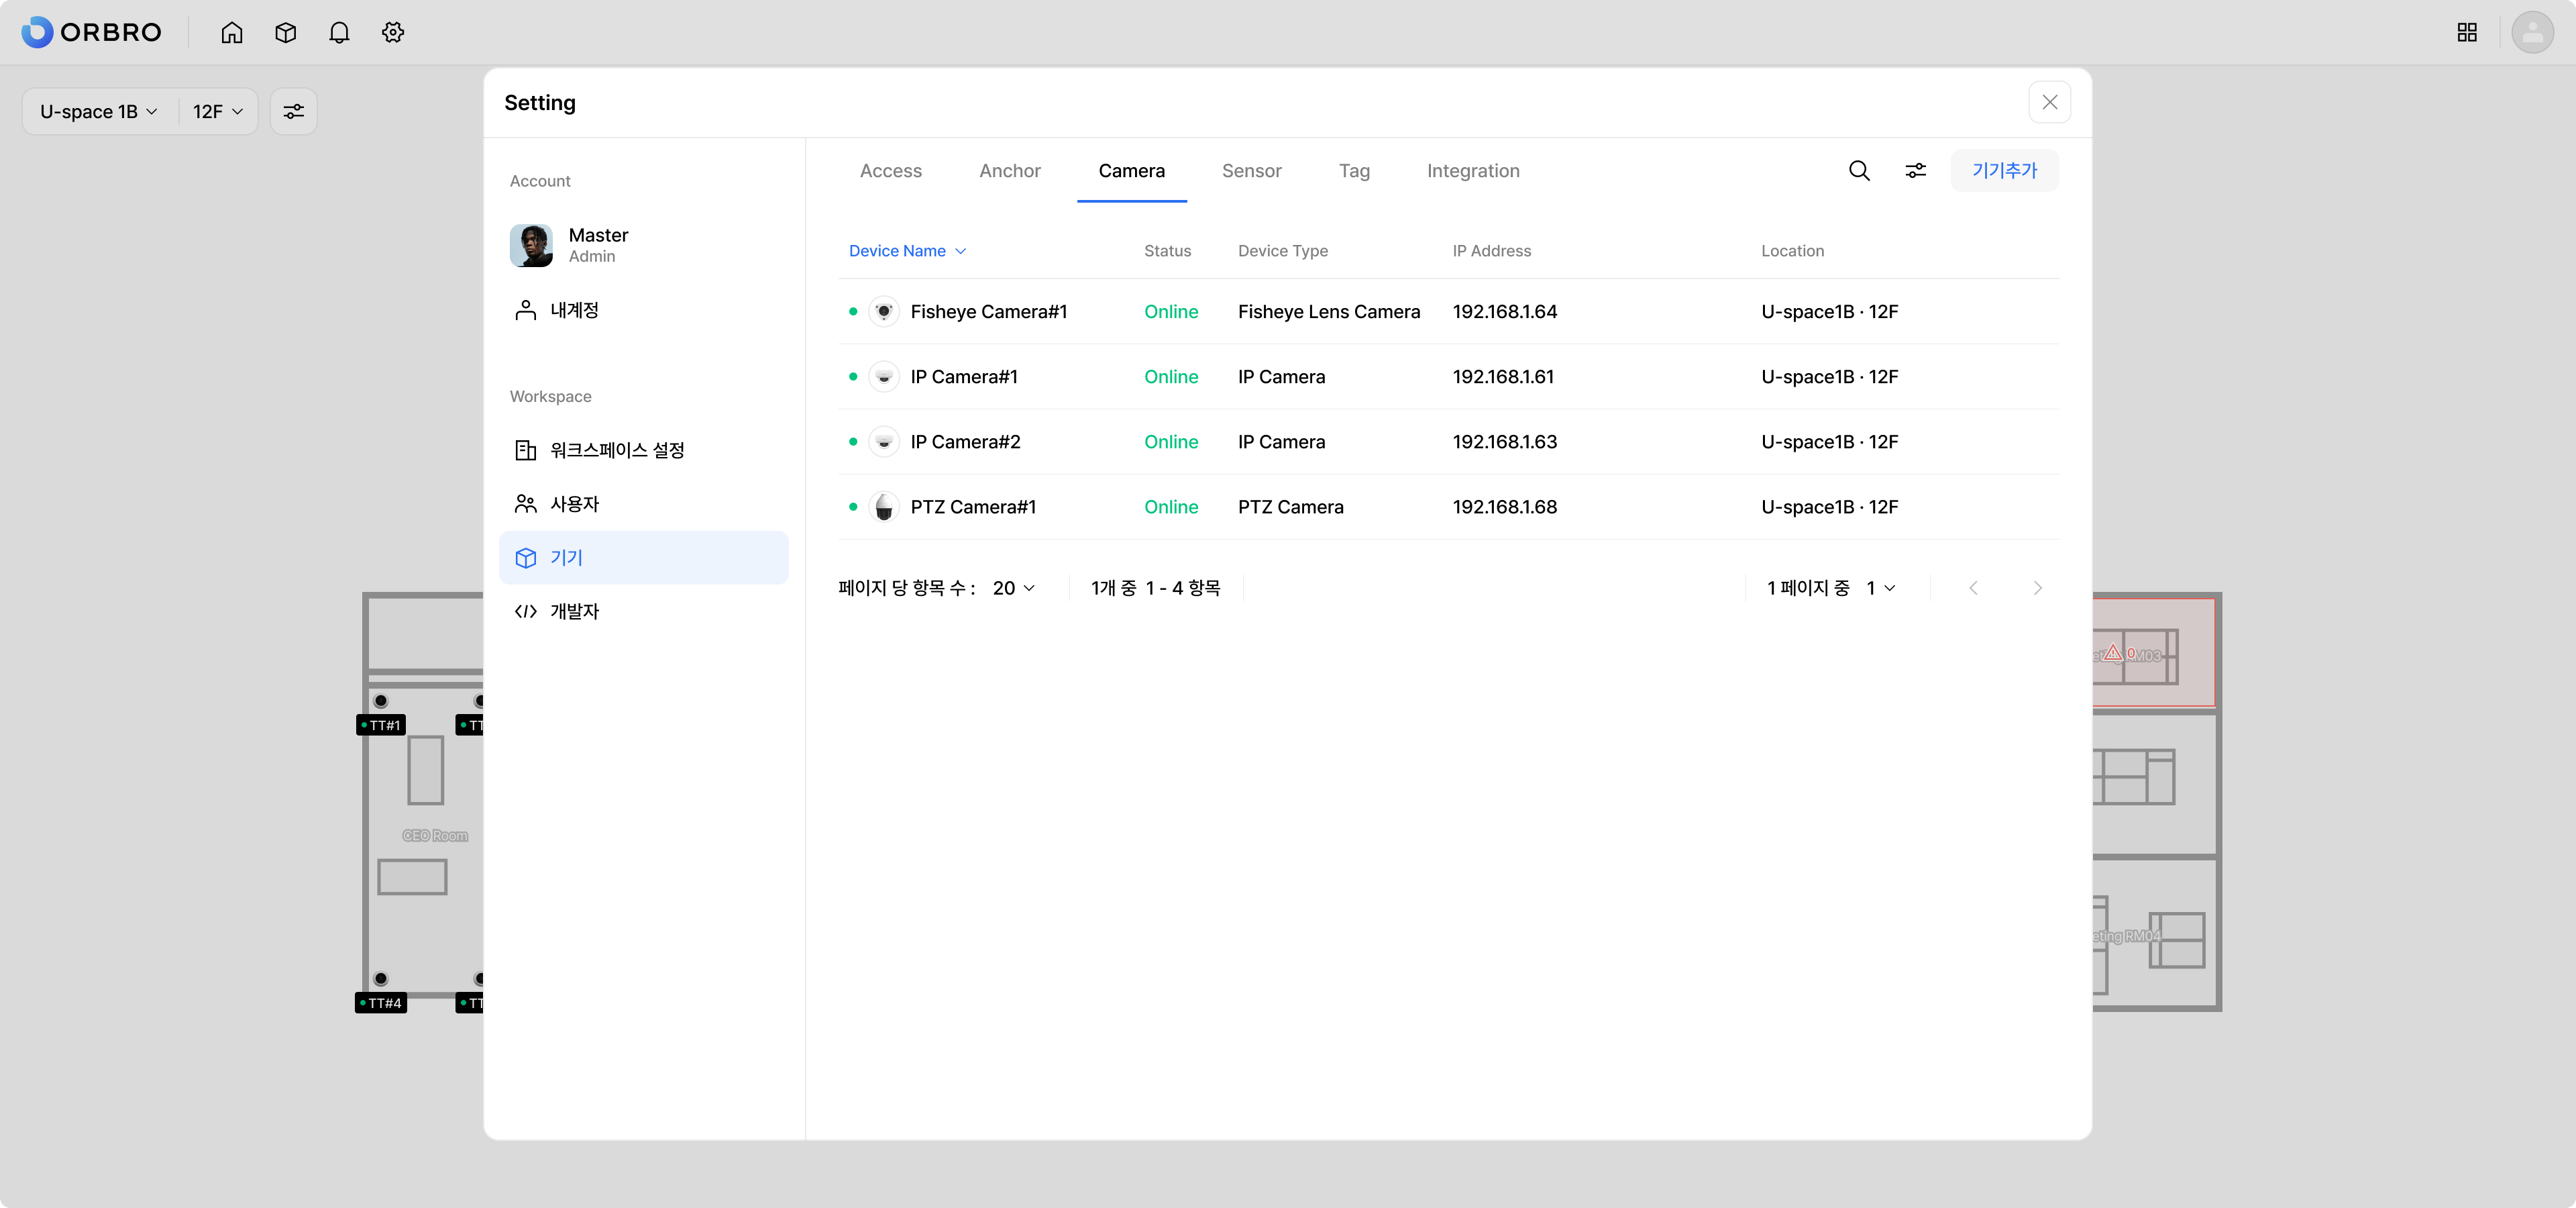 ORBRO
U-space 1B 12F
Setting
Account
Master
Admin
내계정
Workspace
워크스페이스 설정
사용자
기기
개발자
Access Anchor Camera Sensor Tag Integration 기기추가
Device Name Status Device Type IP Address Location
Fisheye Camera#1 Online Fisheye Lens Camera 192.168.1.64 U-space1B · 12F
IP Camera#1 Online IP Camera 192.168.1.61 U-space1B · 12F
IP Camera#2 Online IP Camera 192.168.1.63 U-space1B · 12F
PTZ Camera#1 Online PTZ Camera 192.168.1.68 U-space1B · 12F
페이지 당 항목 수 : 20 1개 중 1 - 4 항목 1 페이지 중 1
TT#1 TT
CEO Room
TT#4 TT
0
eting RM04